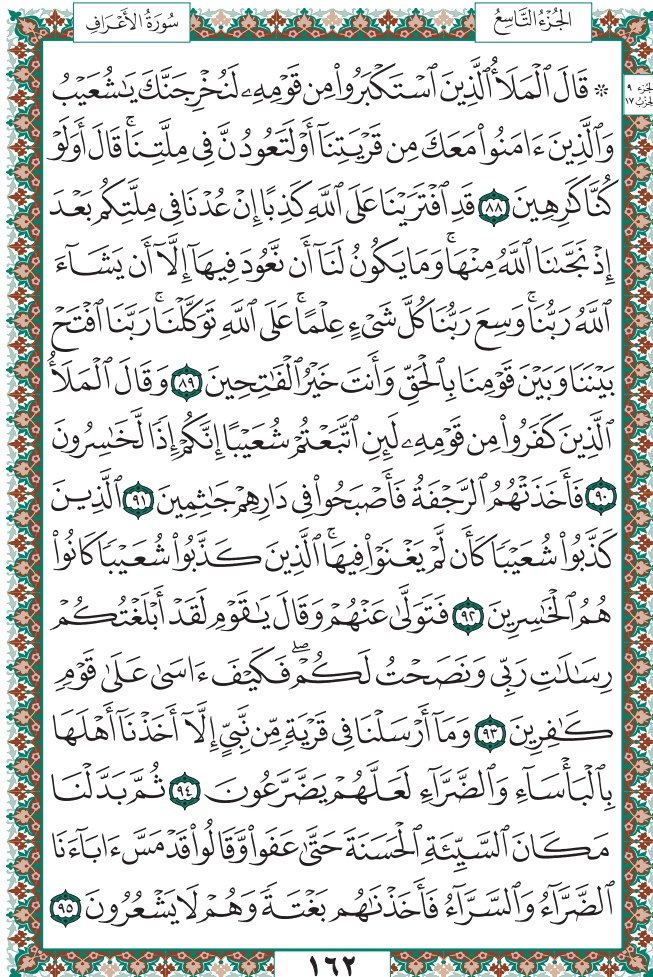 الجُزْءُ التَّاسِعُ
سُورَةُ الأَعْرَافِ
الجزء ٩
الحزب ١٧
۞ قَالَ ٱلْمَلَأُ ٱلَّذِينَ ٱسْتَكْبَرُوا۟ مِن قَوْمِهِۦ لَنُخْرِجَنَّكَ يَٰشُعَيْبُ
وَٱلَّذِينَ ءَامَنُوا۟ مَعَكَ مِن قَرْيَتِنَآ أَوْ لَتَعُودُنَّ فِى مِلَّتِنَا ۚ قَالَ أَوَلَوْ
كُنَّا كَٰرِهِينَ ٨٨ قَدِ ٱفْتَرَيْنَا عَلَى ٱللَّهِ كَذِبًا إِنْ عُدْنَا فِى مِلَّتِكُم بَعْدَ
إِذْ نَجَّىٰنَا ٱللَّهُ مِنْهَا ۚ وَمَا يَكُونُ لَنَآ أَن نَّعُودَ فِيهَآ إِلَّآ أَن يَشَآءَ
ٱللَّهُ رَبُّنَا ۚ وَسِعَ رَبُّنَا كُلَّ شَىْءٍ عِلْمًا ۚ عَلَى ٱللَّهِ تَوَكَّلْنَا ۚ رَبَّنَا ٱفْتَحْ
بَيْنَنَا وَبَيْنَ قَوْمِنَا بِٱلْحَقِّ وَأَنتَ خَيْرُ ٱلْفَٰتِحِينَ ٨٩ وَقَالَ ٱلْمَلَأُ
ٱلَّذِينَ كَفَرُوا۟ مِن قَوْمِهِۦ لَئِنِ ٱتَّبَعْتُمْ شُعَيْبًا إِنَّكُمْ إِذًا لَّخَٰسِرُونَ
٩٠ فَأَخَذَتْهُمُ ٱلرَّجْفَةُ فَأَصْبَحُوا۟ فِى دَارِهِمْ جَٰثِمِينَ ٩١ ٱلَّذِينَ
كَذَّبُوا۟ شُعَيْبًا كَأَن لَّمْ يَغْنَوْا۟ فِيهَا ۚ ٱلَّذِينَ كَذَّبُوا۟ شُعَيْبًا كَانُوا۟
هُمُ ٱلْخَٰسِرِينَ ٩٢ فَتَوَلَّىٰ عَنْهُمْ وَقَالَ يَٰقَوْمِ لَقَدْ أَبْلَغْتُكُمْ
رِسَٰلَٰتِ رَبِّى وَنَصَحْتُ لَكُمْ ۖ فَكَيْفَ ءَاسَىٰ عَلَىٰ قَوْمٍ
كَٰفِرِينَ ٩٣ وَمَآ أَرْسَلْنَا فِى قَرْيَةٍ مِّن نَّبِىٍّ إِلَّآ أَخَذْنَآ أَهْلَهَا
بِٱلْبَأْسَآءِ وَٱلضَّرَّآءِ لَعَلَّهُمْ يَضَّرَّعُونَ ٩٤ ثُمَّ بَدَّلْنَا
مَكَانَ ٱلسَّيِّئَةِ ٱلْحَسَنَةَ حَتَّىٰ عَفَوا۟ وَّقَالُوا۟ قَدْ مَسَّ ءَابَآءَنَا
ٱلضَّرَّآءُ وَٱلسَّرَّآءُ فَأَخَذْنَٰهُم بَغْتَةً وَهُمْ لَا يَشْعُرُونَ ٩٥
١٦٢